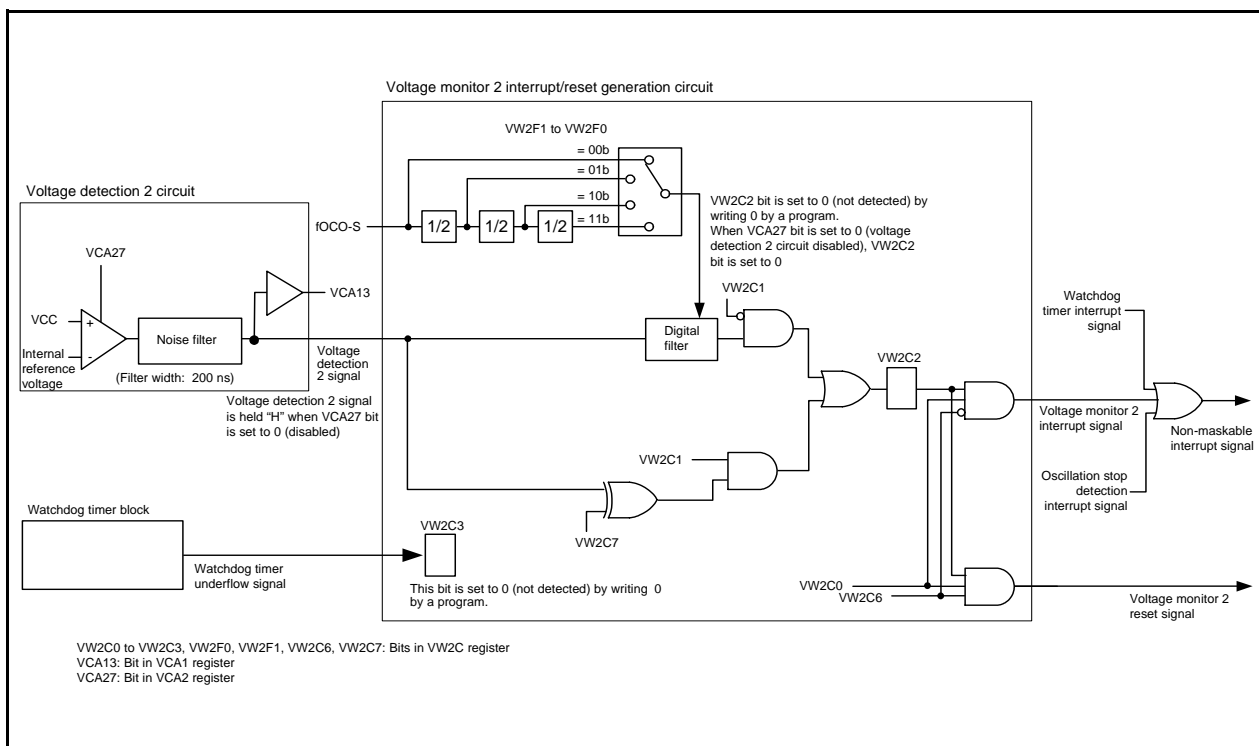 Voltage monitor 2 interrupt/reset generation circuit
VW2F1 to VW2F0
= 00b
= 01b
= 10b
= 11b
Voltage detection 2 circuit
fOCO-S
1/2
1/2
1/2
VW2C2 bit is set to 0 (not detected) by
writing 0 by a program.
When VCA27 bit is set to 0 (voltage
detection 2 circuit disabled), VW2C2
bit is set to 0
VCA27
VCA13
VCC
+
-
Internal
reference
voltage
Noise filter
(Filter width: 200 ns)
Voltage
detection
2 signal
Voltage detection 2 signal
is held “H” when VCA27 bit
is set to 0 (disabled)
VW2C1
Digital
filter
VW2C2
Watchdog
timer interrupt
signal
Voltage monitor 2
interrupt signal
Non-maskable
interrupt signal
Oscillation stop
detection
interrupt signal
VW2C1
VW2C7
Watchdog timer block
Watchdog timer
underflow signal
VW2C3
This bit is set to 0 (not detected) by writing 0
by a program.
VW2C0
VW2C6
Voltage monitor 2
reset signal
VW2C0 to VW2C3, VW2F0, VW2F1, VW2C6, VW2C7: Bits in VW2C register
VCA13: Bit in VCA1 register
VCA27: Bit in VCA2 register